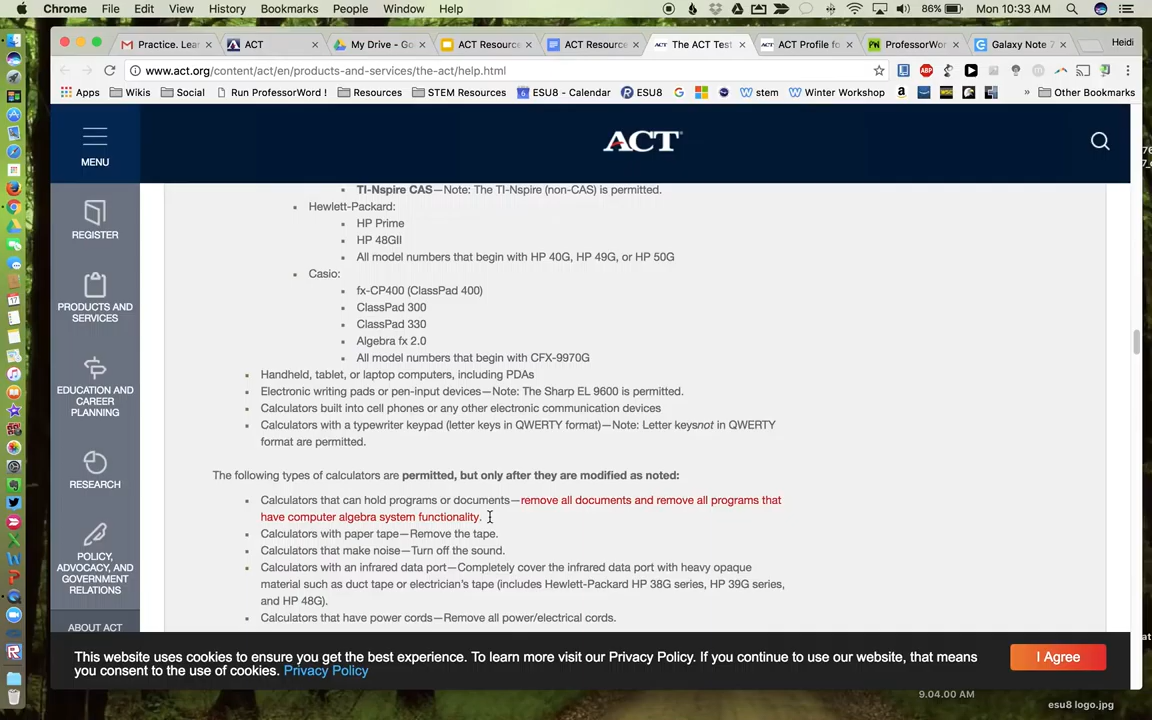 Chrome File Edit View History Bookmarks People Window Help 86% Mon 10:33 AM
Practice. Lear ACT My Drive - Go ACT Resource ACT Resource The ACT Test ACT Profile fo ProfessorWor Galaxy Note 7 Heidi
www.act.org/content/act/en/products-and-services/the-act/help.html
Apps Wikis Social Run ProfessorWord ! Resources STEM Resources ESU8 - Calendar ESU8 stem Winter Workshop » Other Bookmarks
MENU
ACT
REGISTER
PRODUCTS AND
SERVICES
EDUCATION AND
CAREER
PLANNING
RESEARCH
POLICY,
ADVOCACY, AND
GOVERNMENT
RELATIONS
ABOUT ACT
TI-Nspire CAS—Note: The TI-Nspire (non-CAS) is permitted.
Hewlett-Packard:
HP Prime
HP 48GII
All model numbers that begin with HP 40G, HP 49G, or HP 50G
Casio:
fx-CP400 (ClassPad 400)
ClassPad 300
ClassPad 330
Algebra fx 2.0
All model numbers that begin with CFX-9970G
Handheld, tablet, or laptop computers, including PDAs
Electronic writing pads or pen-input devices—Note: The Sharp EL 9600 is permitted.
Calculators built into cell phones or any other electronic communication devices
Calculators with a typewriter keypad (letter keys in QWERTY format)—Note: Letter keysnot in QWERTY
format are permitted.
The following types of calculators are permitted, but only after they are modified as noted:
Calculators that can hold programs or documents—remove all documents and remove all programs that
have computer algebra system functionality.
Calculators with paper tape—Remove the tape.
Calculators that make noise—Turn off the sound.
Calculators with an infrared data port—Completely cover the infrared data port with heavy opaque
material such as duct tape or electrician's tape (includes Hewlett-Packard HP 38G series, HP 39G series,
and HP 48G).
Calculators that have power cords—Remove all power/electrical cords.
This website uses cookies to ensure you get the best experience. To learn more visit our Privacy Policy. If you continue to use our website, that means
you consent to the use of cookies. Privacy Policy
I Agree
9.04.00 AM
esu8 logo.jpg